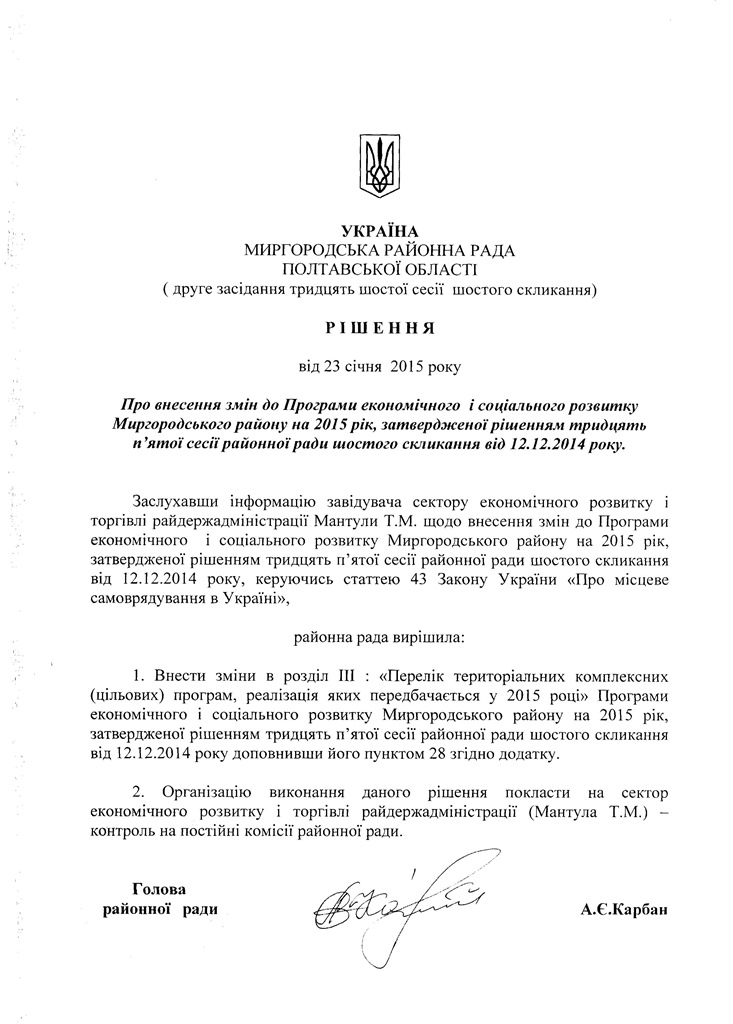 УКРАЇНА
МИРГОРОДСЬКА РАЙОННА РАДА
ПОЛТАВСЬКОЇ ОБЛАСТІ
( друге засідання тридцять шостої сесії шостого скликання)
Р І Ш Е Н Н Я
від 23 січня 2015 року
Про внесення змін до Програми економічного і соціального розвитку
Миргородського району на 2015 рік, затвердженої рішенням тридцять
п’ятої сесії районної ради шостого скликання від 12.12.2014 року.
Заслухавши інформацію завідувача сектору економічного розвитку і
торгівлі райдержадміністрації Мантули Т.М. щодо внесення змін до Програми
економічного і соціального розвитку Миргородського району на 2015 рік,
затвердженої рішенням тридцять п’ятої сесії районної ради шостого скликання
від 12.12.2014 року, керуючись статтею 43 Закону України «Про місцеве
самоврядування в Україні»,
районна рада вирішила:
1. Внести зміни в розділ ІІІ : «Перелік територіальних комплексних
(цільових) програм, реалізація яких передбачається у 2015 році» Програми
економічного і соціального розвитку Миргородського району на 2015 рік,
затвердженої рішенням тридцять п’ятої сесії районної ради шостого скликання
від 12.12.2014 року доповнивши його пунктом 28 згідно додатку.
2. Організацію виконання даного рішення покласти на сектор
економічного розвитку і торгівлі райдержадміністрації (Мантула Т.М.) –
контроль на постійні комісії районної ради.
Голова
районної ради А.Є.Карбан